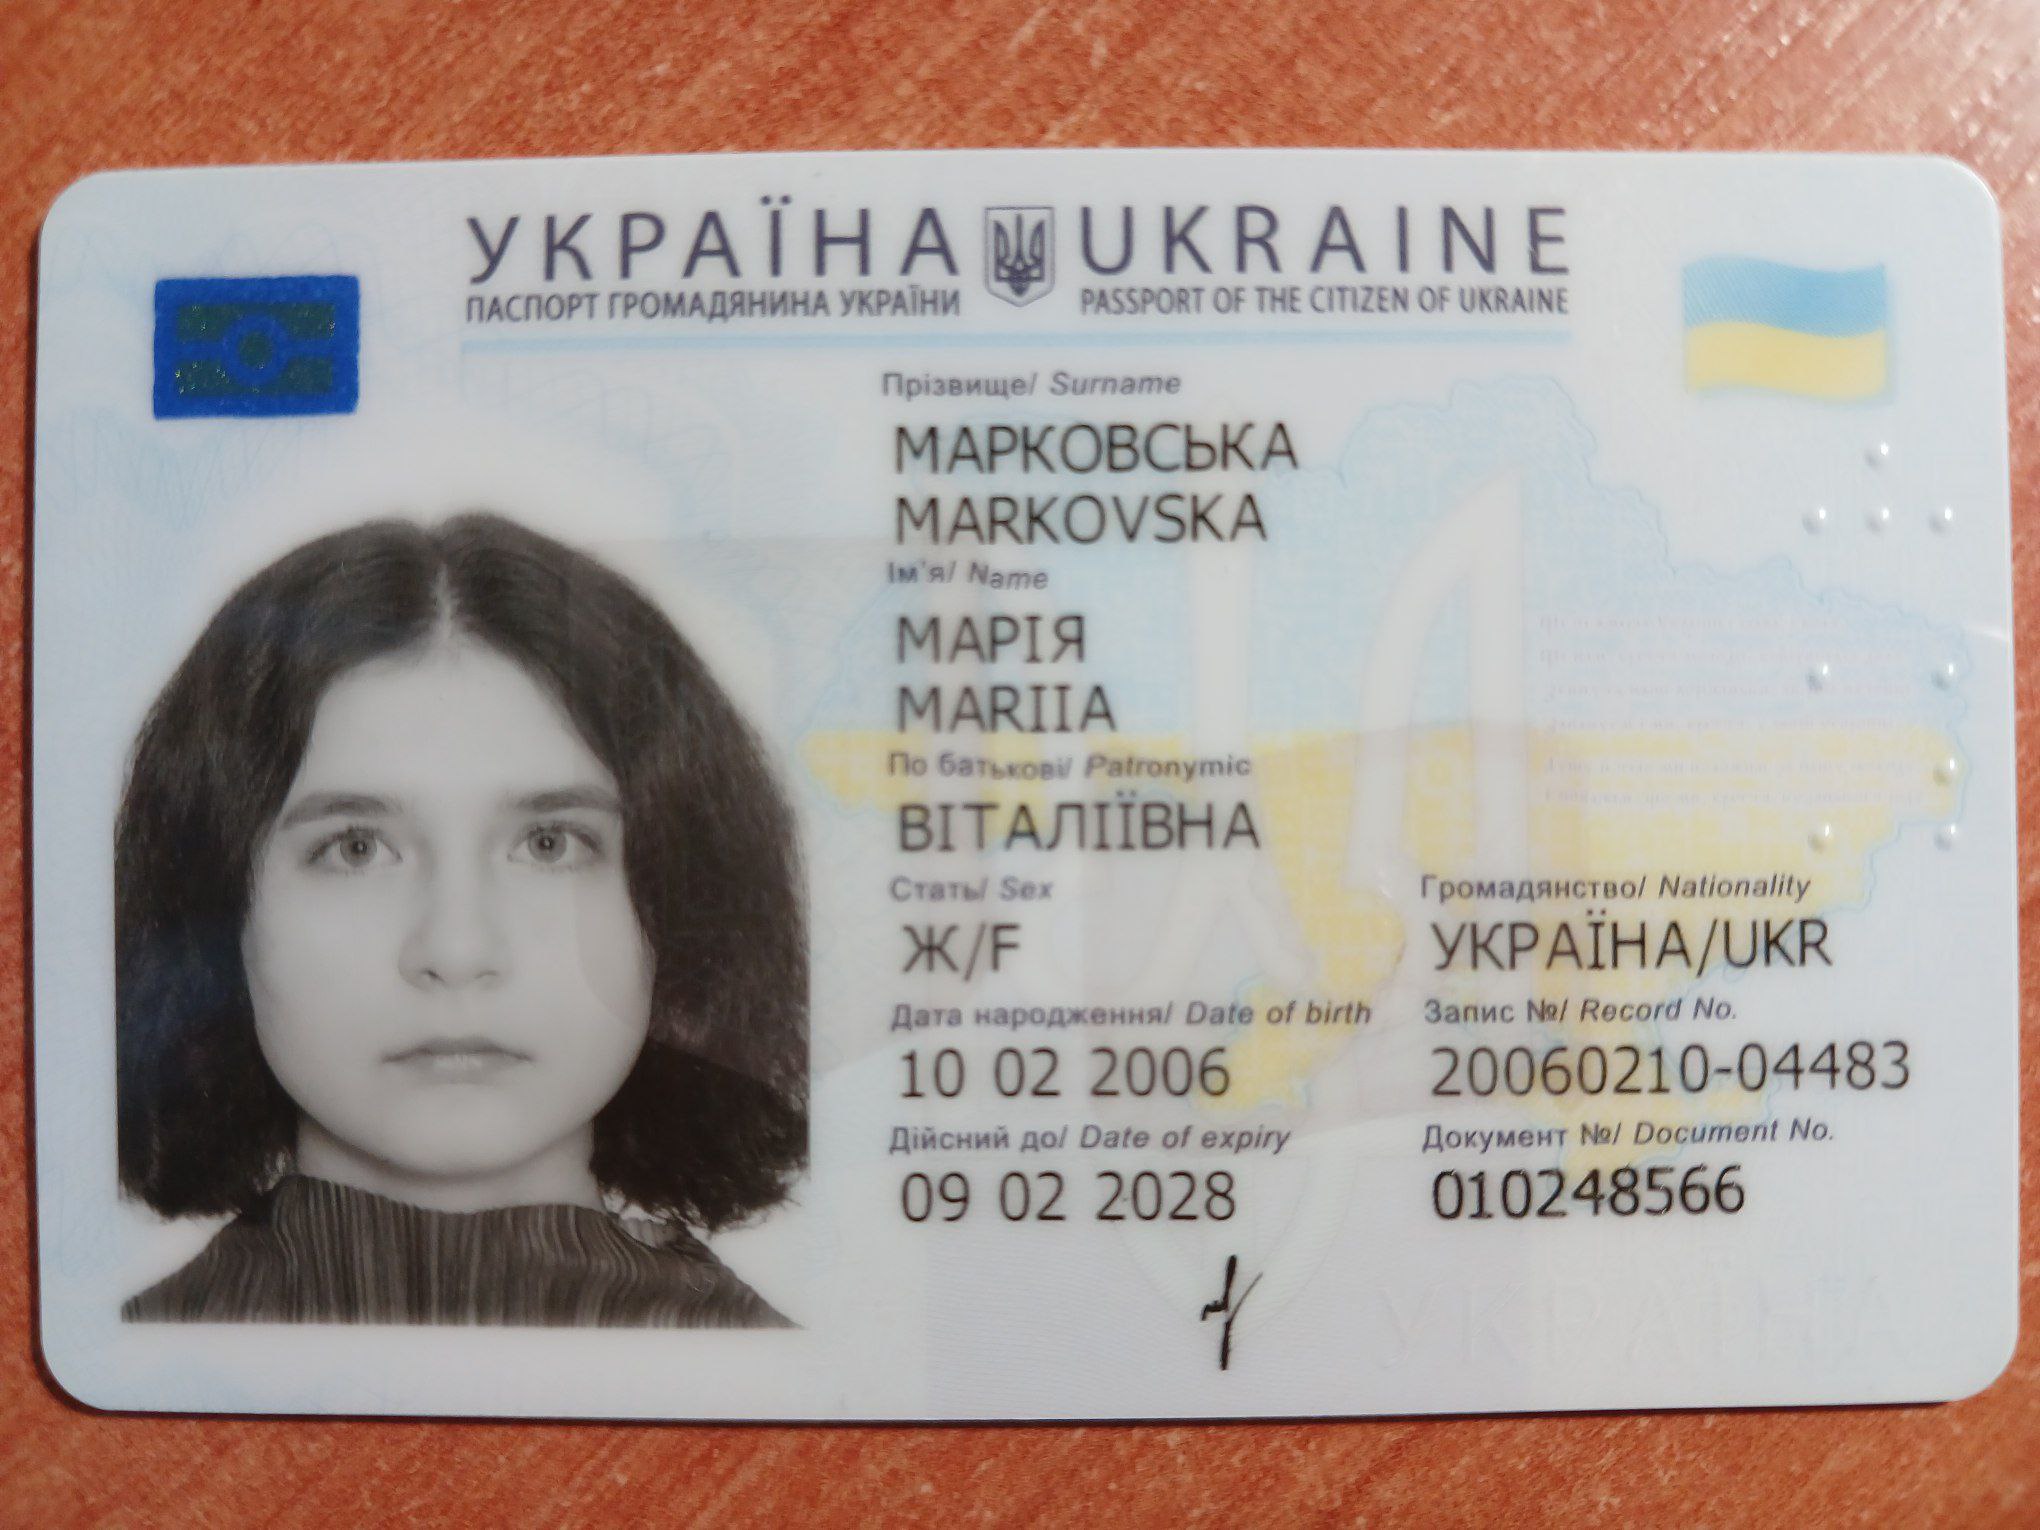 УКРАЇНА UKRAINE
ПАСПОРТ ГРОМАДЯНИНА УКРАЇНИ PASSPORT OF THE CITIZEN OF UKRAINE
Прізвище/ Surname
МАРКОВСЬКА
MARKOVSKA
Ім'я/ Name
МАРІЯ
MARIIA
По батькові/ Patronymic
ВІТАЛІЇВНА
Стать/ Sex Громадянство/ Nationality
Ж/F УКРАЇНА/UKR
Дата народження/ Date of birth Запис №/ Record No.
10 02 2006 20060210-04483
Дійсний до/ Date of expiry Документ №/ Document No.
09 02 2028 010248566
УКРАЇНА